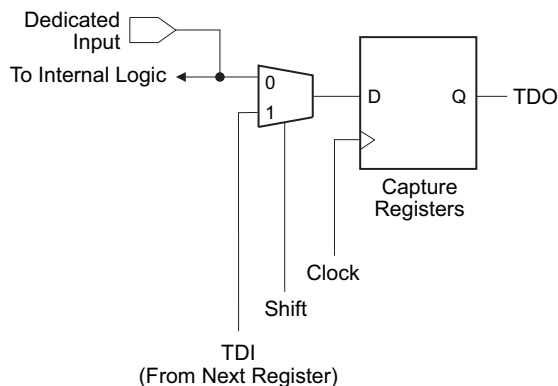 Dedicated
Input
To Internal Logic
0
1
D
Q
TDO
Capture
Registers
Clock
Shift
TDI
(From Next Register)